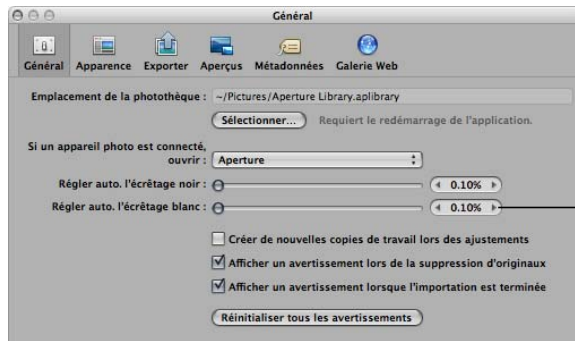 Général
Général Apparence Exporter Aperçus Métadonnées Galerie Web
Emplacement de la photothèque : ~/Pictures/Aperture Library.aplibrary
Sélectionner... Requiert le redémarrage de l'application.
Si un appareil photo est connecté,
ouvrir : Aperture
Régler auto. l'écrêtage noir : 0.10%
Régler auto. l'écrêtage blanc : 0.10%
Créer de nouvelles copies de travail lors des ajustements
Afficher un avertissement lors de la suppression d'originaux
Afficher un avertissement lorsque l'importation est terminée
Réinitialiser tous les avertissements